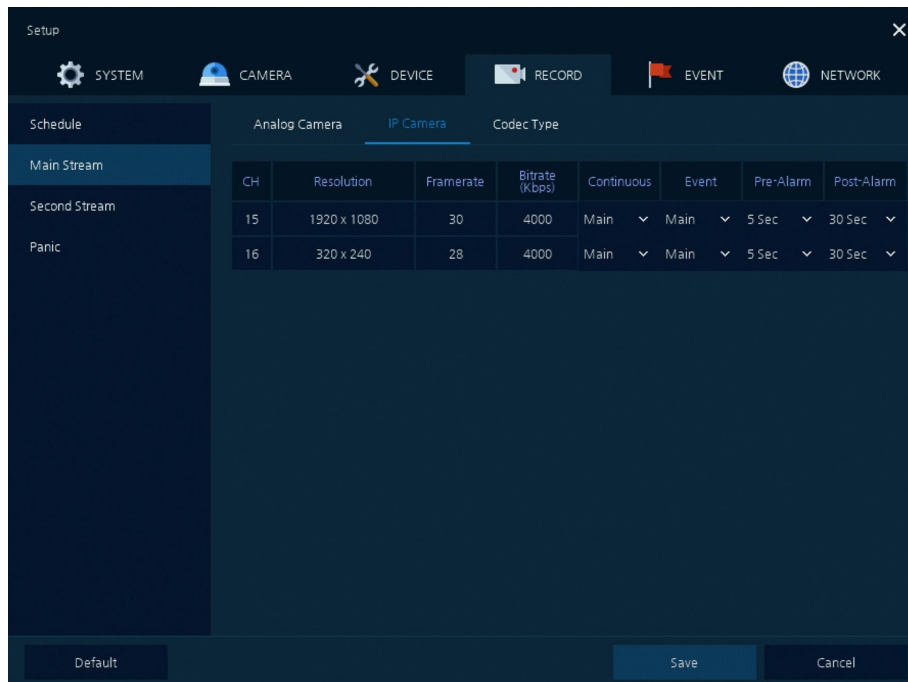 Setup
SYSTEM CAMERA DEVICE RECORD EVENT NETWORK
Schedule
Main Stream
Second Stream
Panic
Analog Camera IP Camera Codec Type
CH Resolution Framerate Bitrate (Kbps) Continuous Event Pre-Alarm Post-Alarm
15 1920 x 1080 30 4000 Main Main 5 Sec 30 Sec
16 320 x 240 28 4000 Main Main 5 Sec 30 Sec
Default Save Cancel